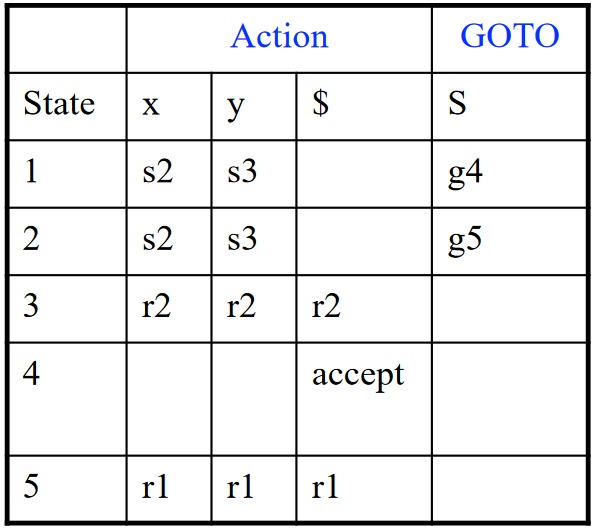 Action GOTO
State x y $ S
1 s2 s3 g4
2 s2 s3 g5
3 r2 r2 r2
4 accept
5 r1 r1 r1